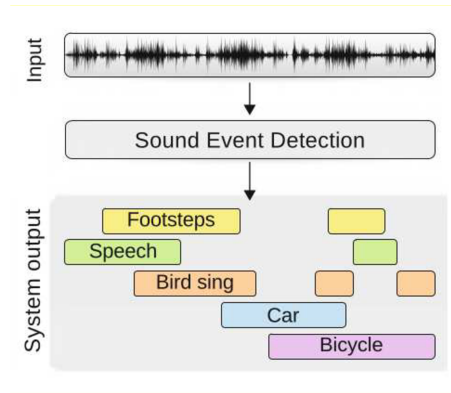 Input
Sound Event Detection
System output
Footsteps
Speech
Bird sing
Car
Bicycle